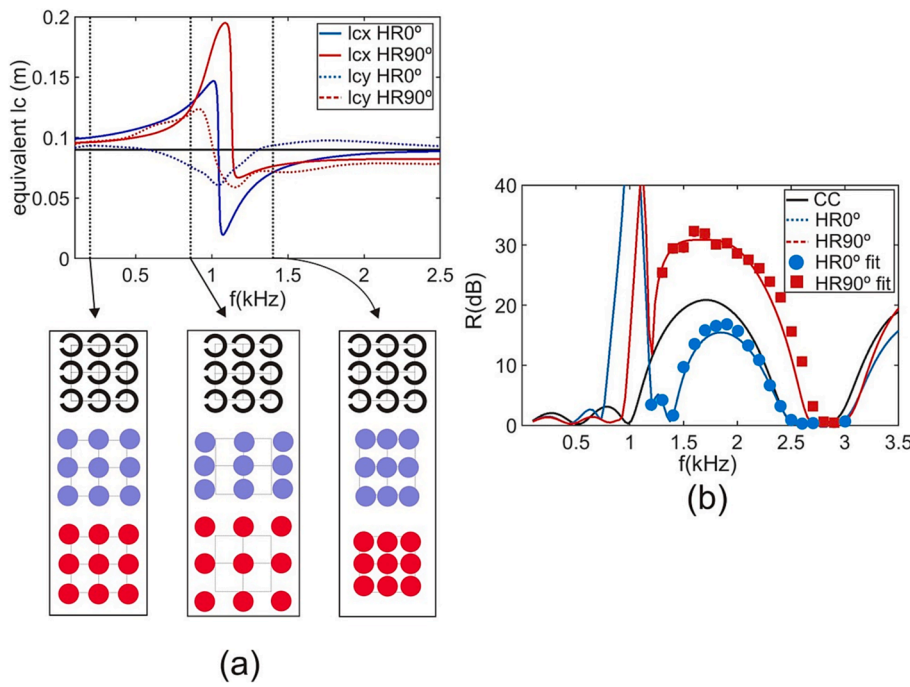 0.2
0.15
0.1
0.05
0
equivalent lc (m)
lcx HR0º
lcx HR90º
lcy HR0º
lcy HR90º
0.5
1
1.5
2
2.5
f(kHz)
(a)
40
30
20
10
0
R(dB)
CC
HR0º
HR90º
HR0º fit
HR90º fit
0.5
1
1.5
2
2.5
3
3.5
f(kHz)
(b)